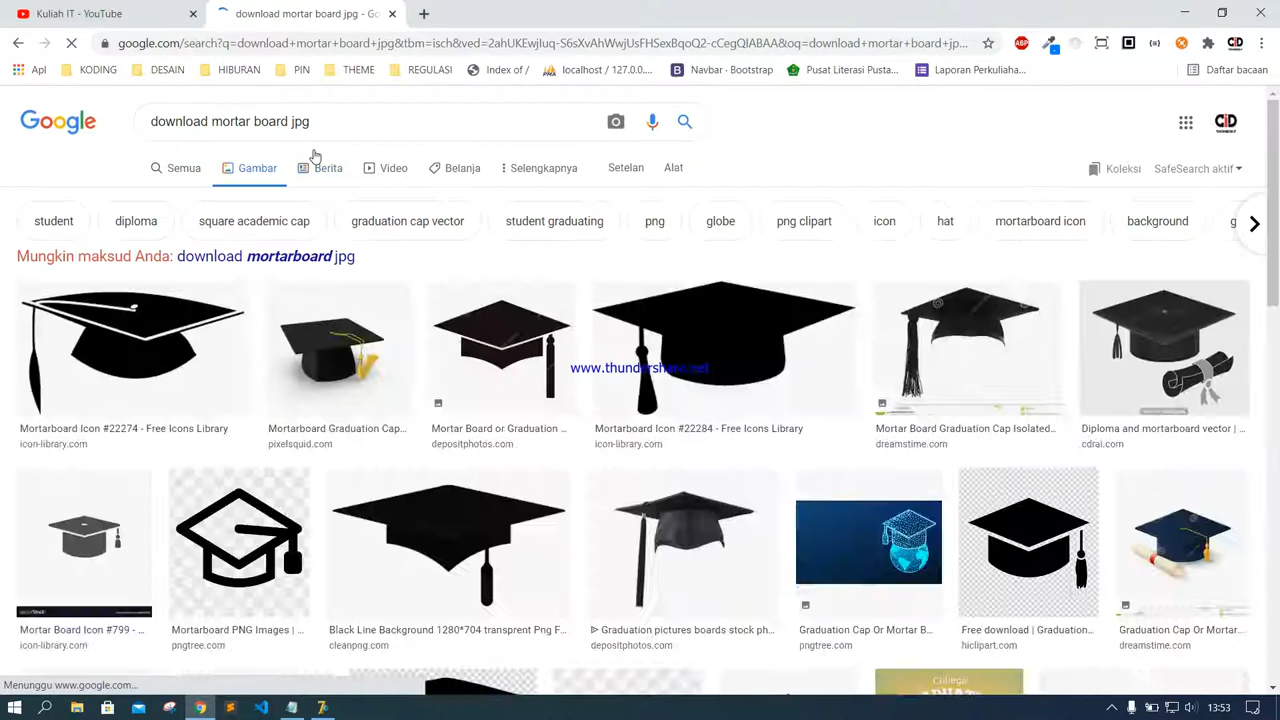 Kuliah IT - YouTube
download mortar board jpg - Go
google.com/search?q=download+mortar+board+jpg&tbm=isch&ved=
Apl
KODING
DESAIN
HIBURAN
PIN
THEME
REGULASI
Index of /
localhost / 127.0.0....
Navbar · Bootstrap
Pusat Literasi Pusta...
Laporan Perkuliaha...
Daftar bacaan
Google
download mortar board jpg
Semua
Gambar
Berita
Video
Belanja
Selengkapnya
Setelan
Alat
Koleksi
SafeSearch aktif
student
diploma
square academic cap
graduation cap vector
student graduating
png
globe
png clipart
icon
hat
mortarboard icon
background
Mungkin maksud Anda: download mortarboard jpg
www.thundershare.net
Mortarboard Icon #22274 - Free Icons Library
icon-library.com
Mortarboard Graduation Cap...
pixelsquid.com
Mortar Board or Graduation ...
depositphotos.com
Mortarboard Icon #22284 - Free Icons Library
icon-library.com
Mortar Board Graduation Cap Isolated...
dreamstime.com
Diploma and mortarboard vector | ...
cdrai.com
Mortar Board Icon #799 - ...
icon-library.com
Mortarboard PNG Images | ...
pngtree.com
Black Line Background 1280*704 transprent Png F...
cleanpng.com
ᐈ Graduation pictures boards stock ph...
depositphotos.com
Graduation Cap Or Mortar B...
pngtree.com
Free download | Graduation...
hiclipart.com
Graduation Cap Or Mortar...
dreamstime.com
College
Menunggu www.google.com...
13:53